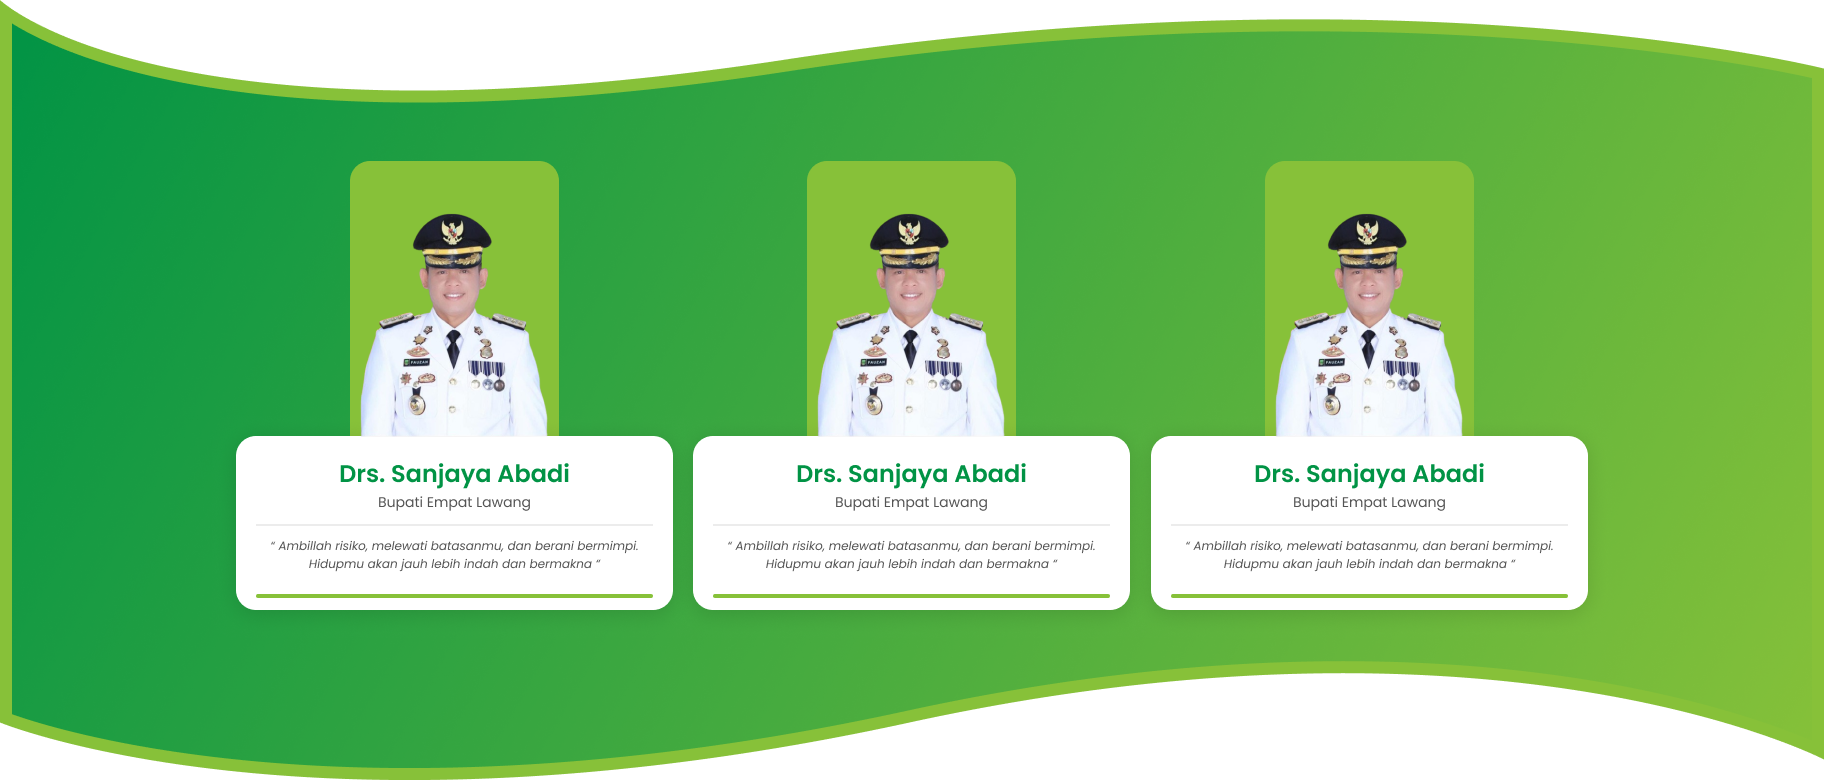 FAUZAN
FAUZAN
FAUZAN
Drs. Sanjaya Abadi
Bupati Empat Lawang
“ Ambillah risiko, melewati batasanmu, dan berani bermimpi.
Hidupmu akan jauh lebih indah dan bermakna “
Drs. Sanjaya Abadi
Bupati Empat Lawang
“ Ambillah risiko, melewati batasanmu, dan berani bermimpi.
Hidupmu akan jauh lebih indah dan bermakna “
Drs. Sanjaya Abadi
Bupati Empat Lawang
“ Ambillah risiko, melewati batasanmu, dan berani bermimpi.
Hidupmu akan jauh lebih indah dan bermakna “